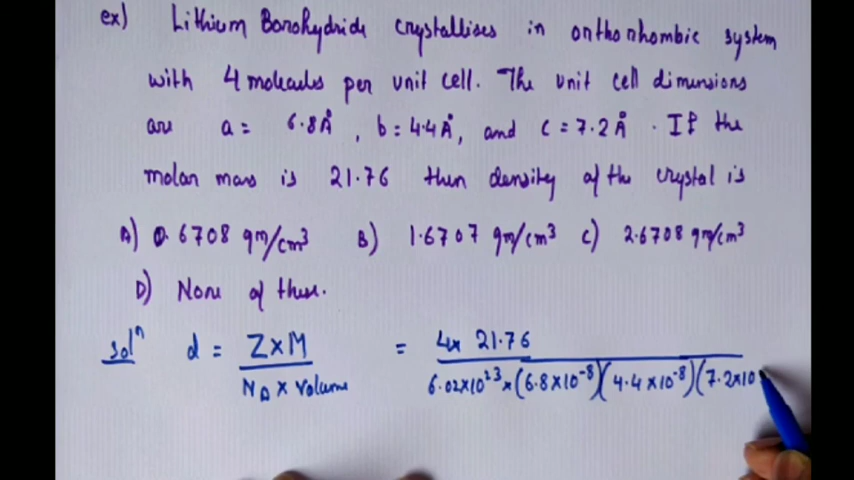 ex) Lithium Borohydride crystallises in orthorhombic system
with 4 molecules per unit cell. The unit cell dimensions
are a = 6.8Å, b = 4.4Å, and c = 7.2Å. If the
molar mass is 21.76 then density of the crystal is
A) 0.6708 gm/cm³ B) 1.6707 gm/cm³ C) 2.6708 gm/cm³
D) None of these.
solⁿ d = Z×M / N_A × volume = 4× 21.76 / 6.02×10²³×(6.8×10⁻⁸)(4.4×10⁻⁸)(7.2×10